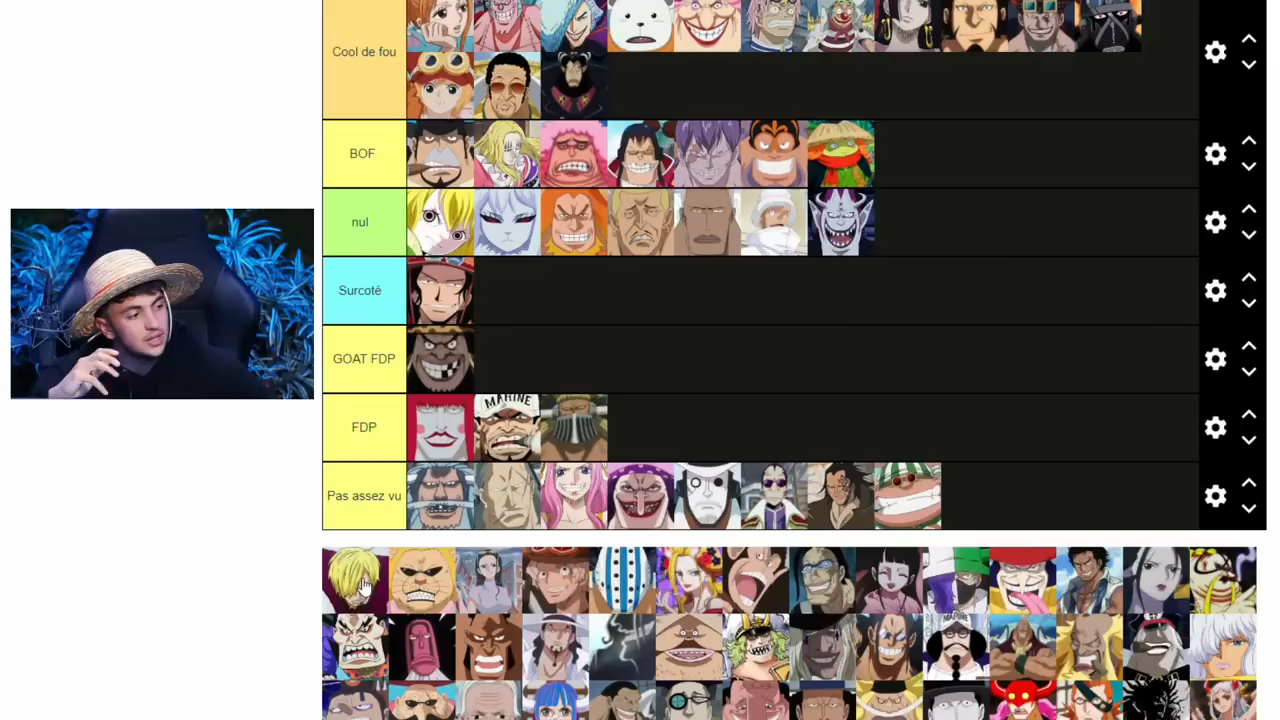 Cool de fou
BOF
nul
Surcoté
GOAT FDP
FDP
MARINE
Pas assez vu